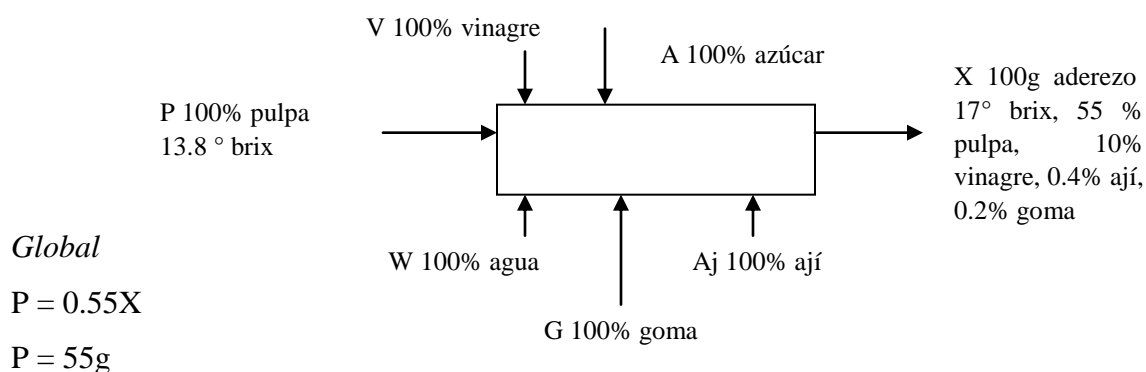 V 100% vinagre
A 100% azúcar
P 100% pulpa
13.8 ° brix
X 100g aderezo
17° brix, 55 %
pulpa, 10%
vinagre, 0.4% ají,
0.2% goma
W 100% agua
Aj 100% ají
G 100% goma
Global
P = 0.55X
P = 55g